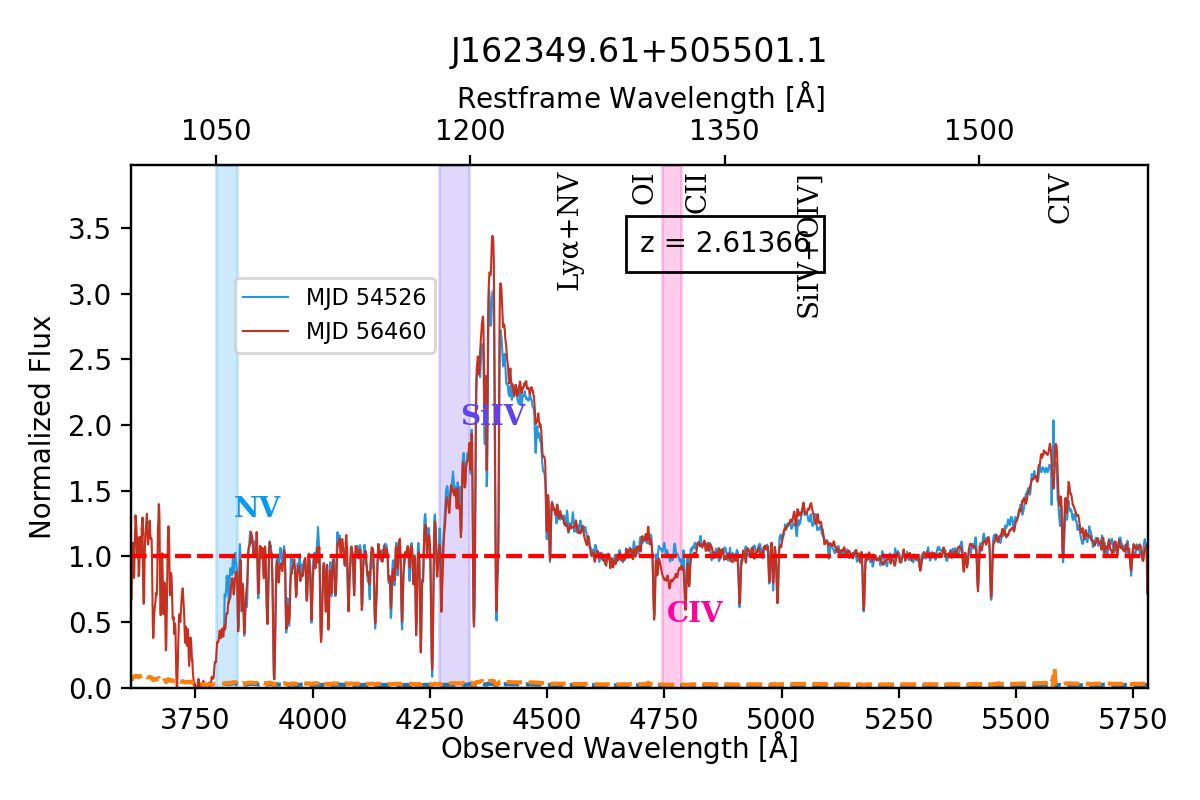 J162349.61+505501.1
Restframe Wavelength [Å]
1050 1200 1350 1500
Lyα+NV
OI
CII
SiIV+OIV]
CIV
z = 2.61366
MJD 54526
MJD 56460
SiIV
NV
CIV
Normalized Flux
3.5
3.0
2.5
2.0
1.5
1.0
0.5
0.0
3750 4000 4250 4500 4750 5000 5250 5500 5750
Observed Wavelength [Å]